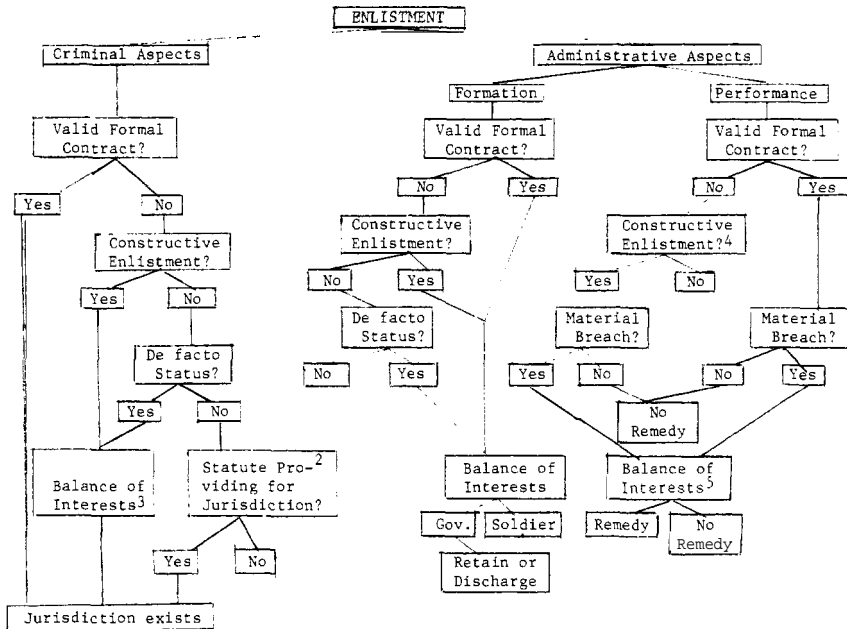 ENLISTMENT
Criminal Aspects
Administrative Aspects
Formation
Performance
Valid Formal
Contract?
Valid Formal
Contract?
Valid Formal
Contract?
Yes
No
No
Yes
No
Yes
Constructive
Enlistment?
Constructive
Enlistment?
Constructive
Enlistment?4
Yes
No
No
Yes
Yes
No
De facto
Status?
De facto
Status?
Material
Breach?
Material
Breach?
Yes
No
No
Yes
Yes
No
No
Yes
No
Remedy
Balance of
Interests3
Statute Pro-2
viding for
Jurisdiction?
Balance of
Interests
Balance of
Interests5
Gov.
Soldier
Remedy
No
Remedy
Yes
No
Retain or
Discharge
Jurisdiction exists